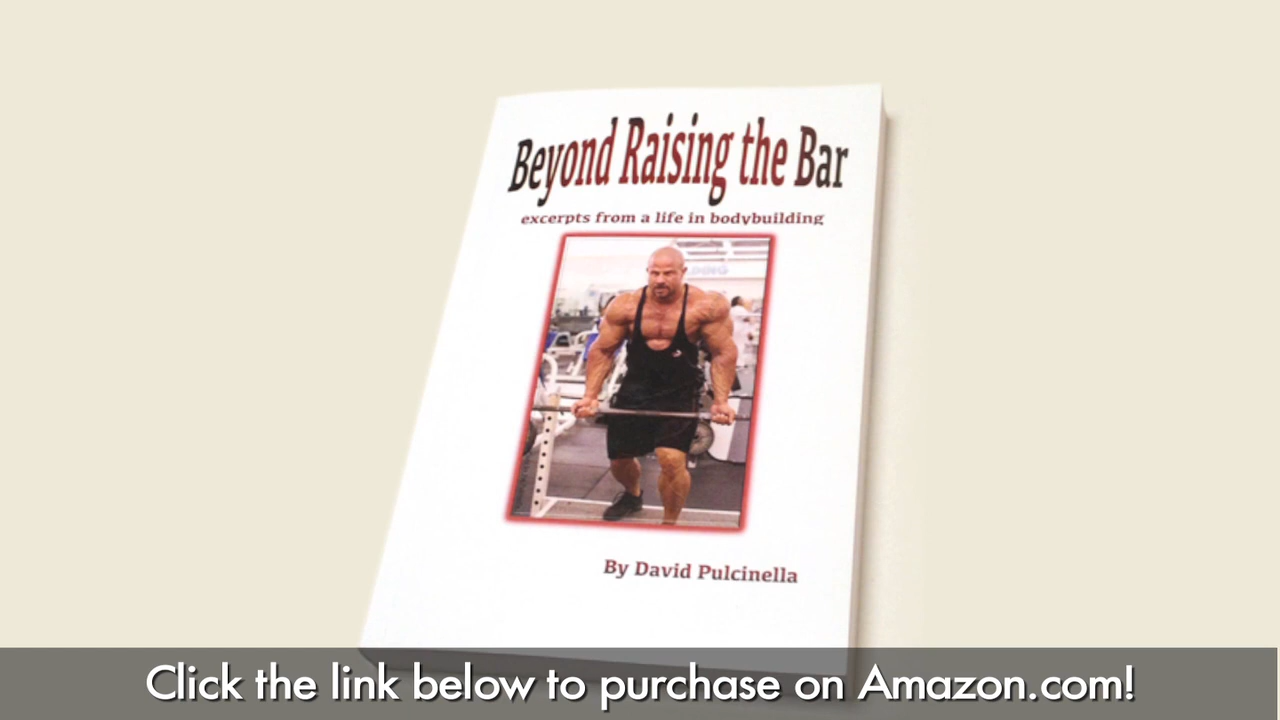 Beyond Raising the Bar
excerpts from a life in bodybuilding
By David Pulcinella
Click the link below to purchase on Amazon.com!